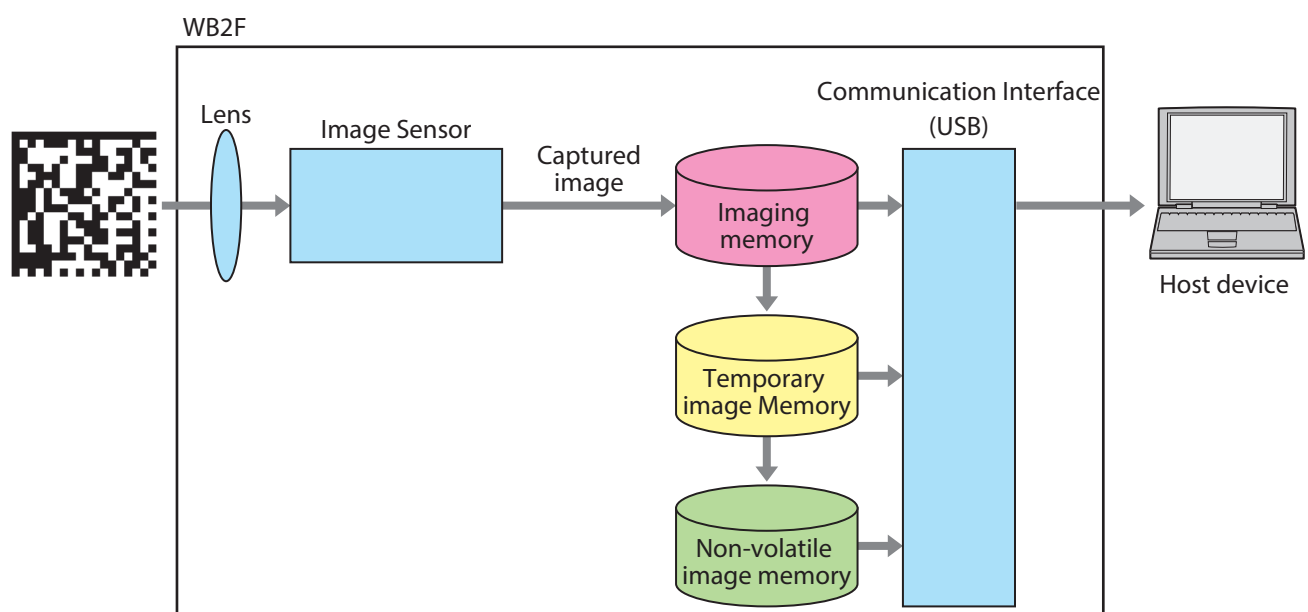 WB2F
Lens
Image Sensor
Captured
image
Communication Interface
(USB)
Imaging
memory
Host device
Temporary
image Memory
Non-volatile
image memory